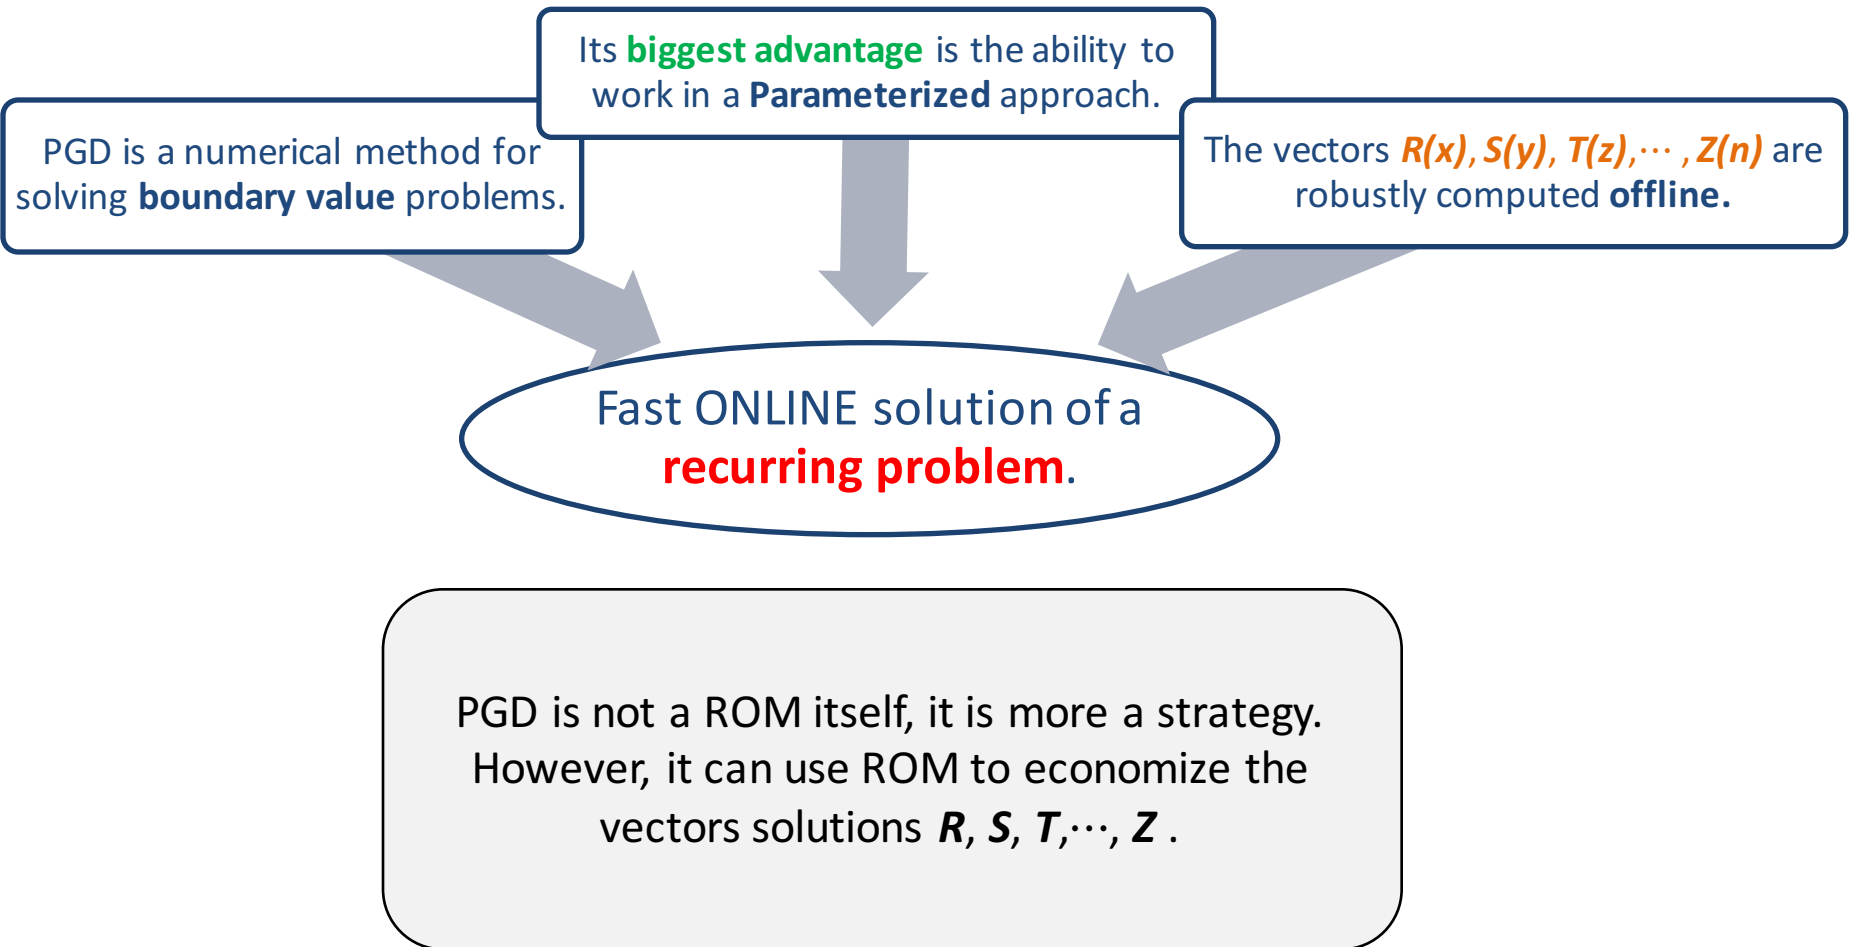 PGD is a numerical method for
solving boundary value problems.
Its biggest advantage is the ability to
work in a Parameterized approach.
The vectors R(x), S(y), T(z),⋯ , Z(n) are
robustly computed offline.
Fast ONLINE solution of a
recurring problem.
PGD is not a ROM itself, it is more a strategy.
However, it can use ROM to economize the
vectors solutions R, S, T,⋯, Z .